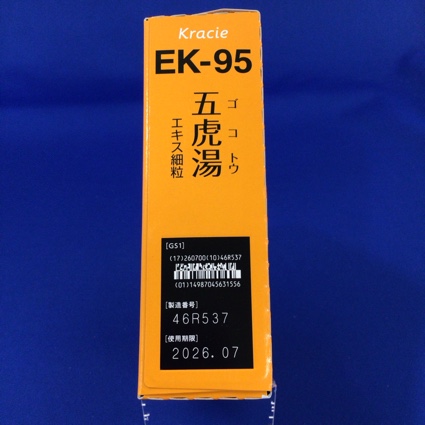 Kracie
EK-95
五虎湯
ゴコトウ
エキス細粒
[GS1]
(17)260700(10)46R537
(01)14987045631556
[製造番号]
46R537
[使用期限]
2026.07